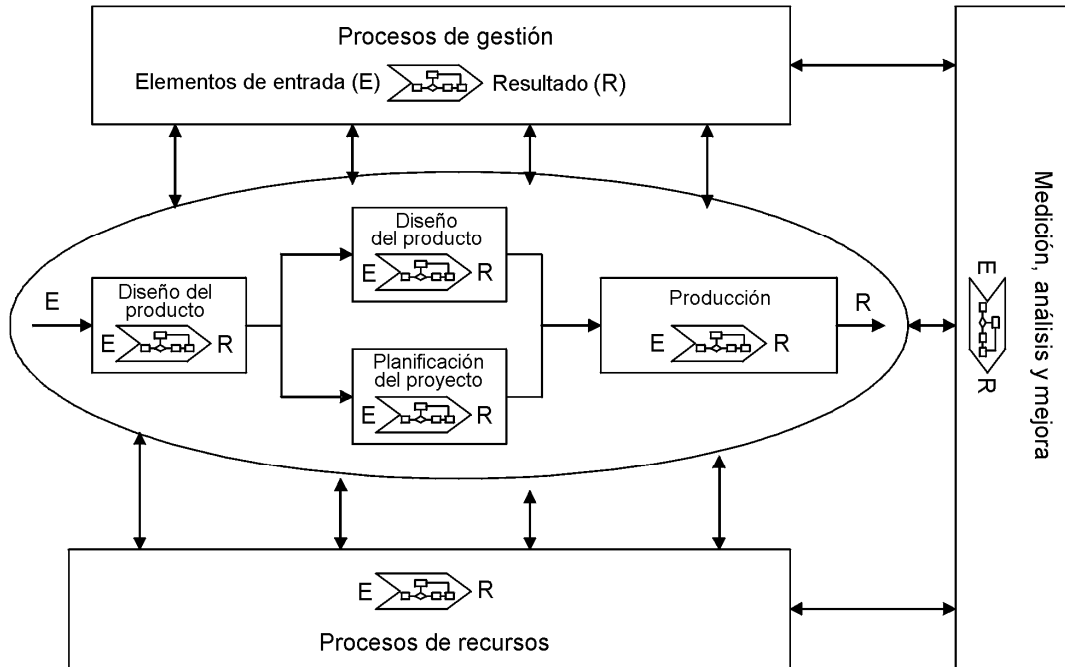 Procesos de gestión
Elementos de entrada (E) Resultado (R)
Diseño del
producto
E R
E
Diseño del
producto
E R
Planificación
del proyecto
E R
Producción
E R
R
E R
Procesos de recursos
Medición, análisis y mejora
E R